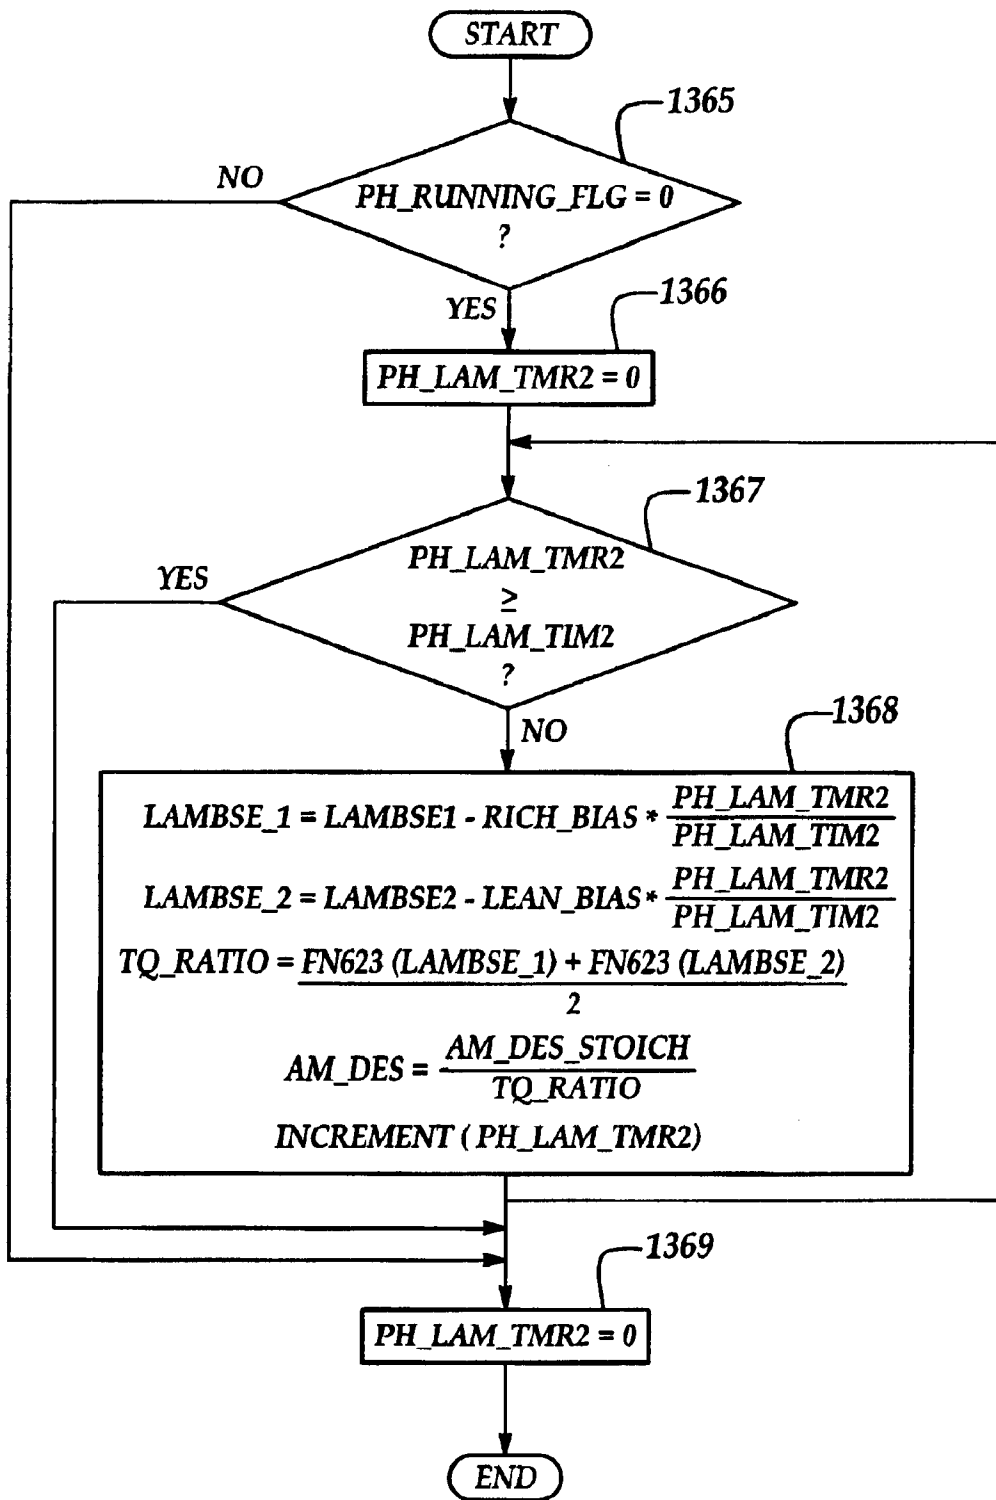 START
1365
NO
PH_RUNNING_FLG = 0
?
YES
1366
PH_LAM_TMR2 = 0
1367
YES
PH_LAM_TMR2
≥
PH_LAM_TIM2
?
NO
1368
LAMBSE_1 = LAMBSE1 - RICH_BIAS * PH_LAM_TMR2
PH_LAM_TIM2
LAMBSE_2 = LAMBSE2 - LEAN_BIAS * PH_LAM_TMR2
PH_LAM_TIM2
TQ_RATIO = FN623 (LAMBSE_1) + FN623 (LAMBSE_2)
2
AM_DES = AM_DES_STOICH
TQ_RATIO
INCREMENT ( PH_LAM_TMR2)
1369
PH_LAM_TMR2 = 0
END